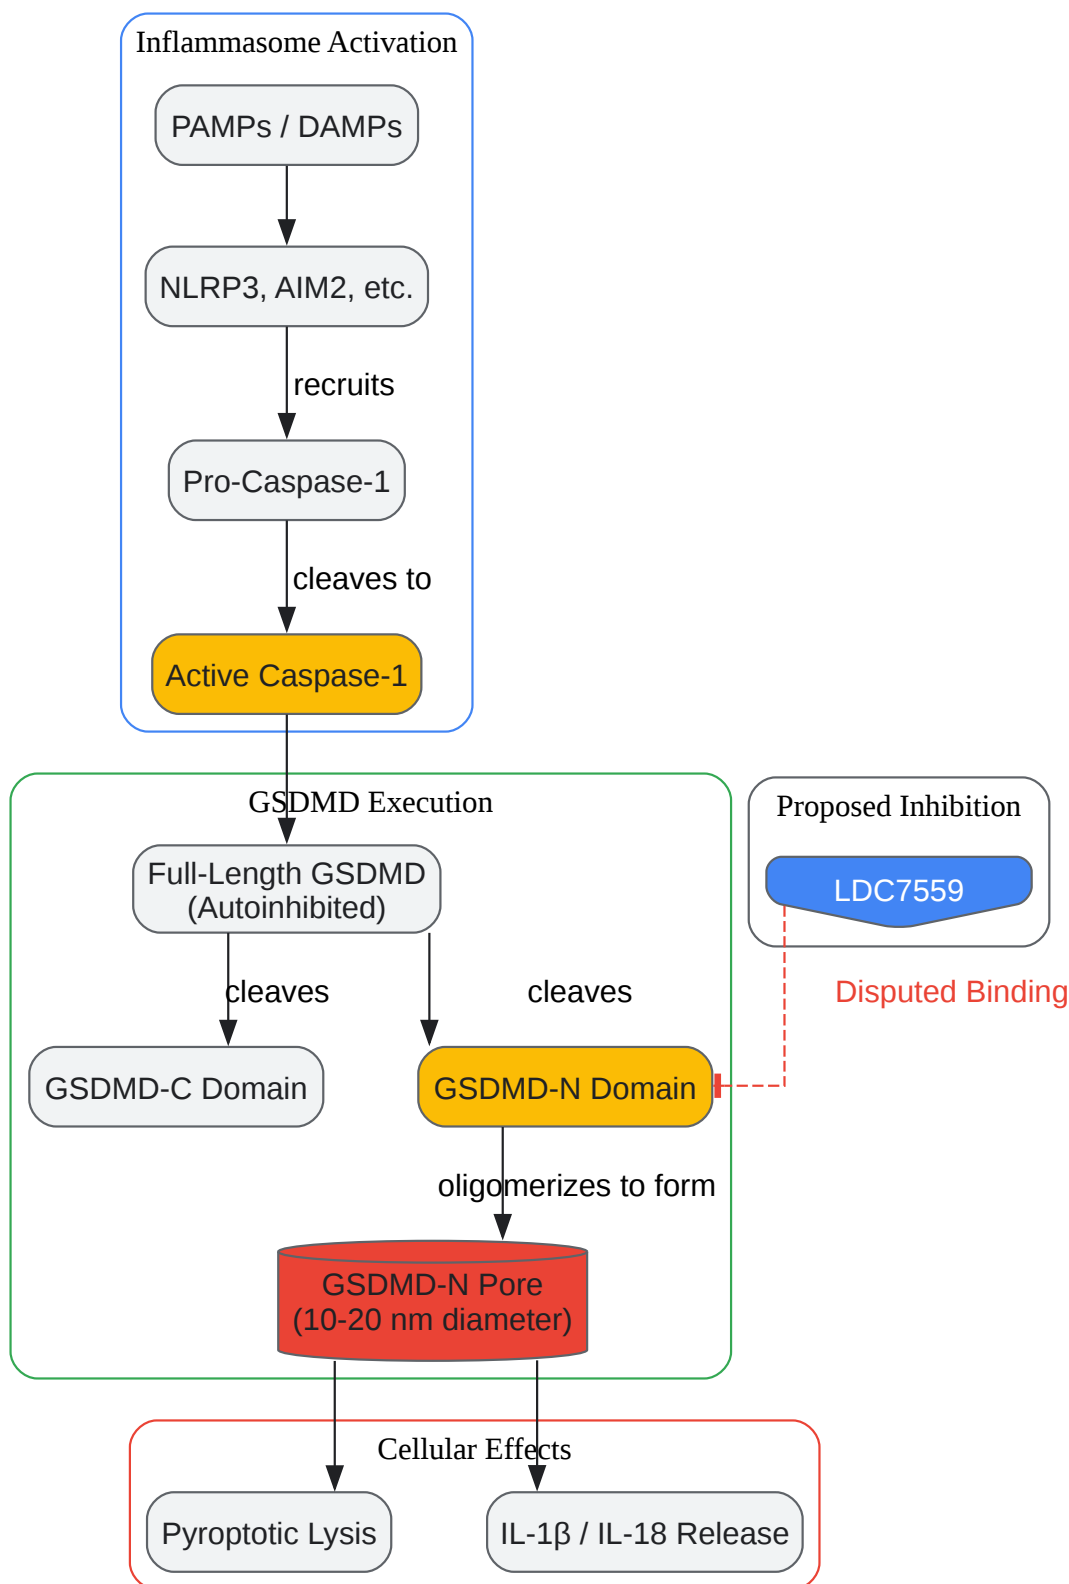 Inflammasome Activation
PAMPs / DAMPs
NLRP3, AIM2, etc.
recruits
Pro-Caspase-1
cleaves to
Active Caspase-1
GSDMD Execution
Full-Length GSDMD
(Autoinhibited)
cleaves
cleaves
GSDMD-C Domain
GSDMD-N Domain
oligomerizes to form
GSDMD-N Pore
(10-20 nm diameter)
Proposed Inhibition
LDC7559
Disputed Binding
Cellular Effects
Pyroptotic Lysis
IL-1β / IL-18 Release